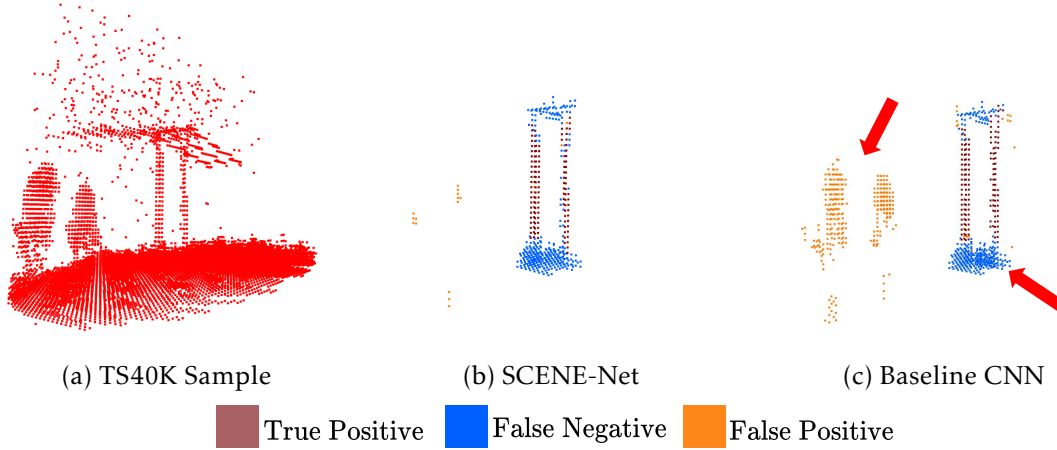 (a) TS40K Sample
(b) SCENE-Net
(c) Baseline CNN
True Positive
False Negative
False Positive